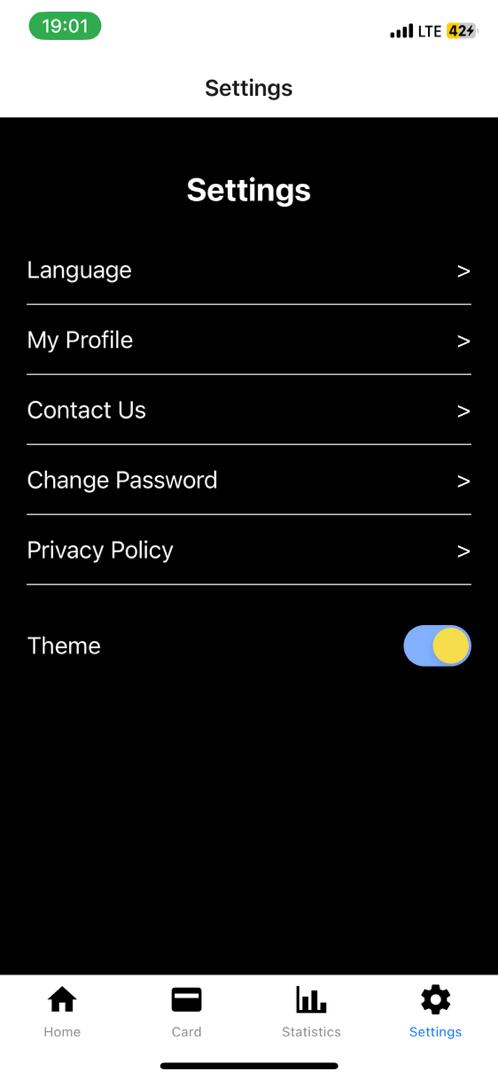 19:01
LTE 42
Settings
Settings
Language >
My Profile >
Contact Us >
Change Password >
Privacy Policy >
Theme
Home Card Statistics Settings